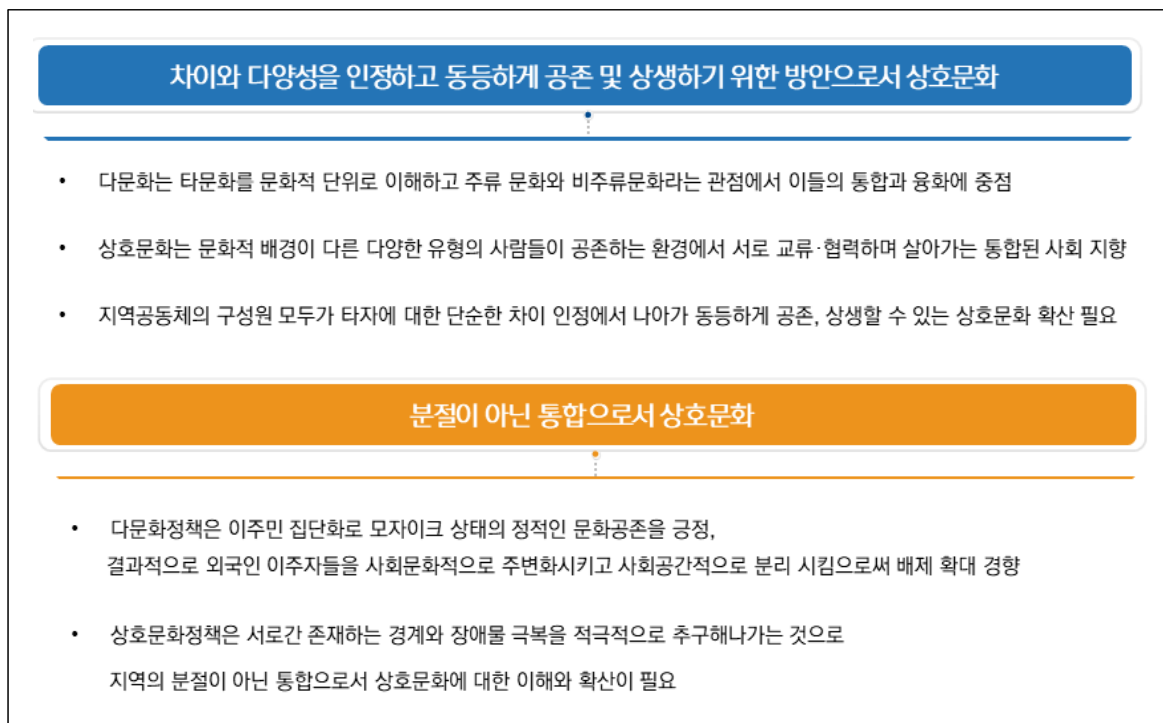 차이와 다양성을 인정하고 동등하게 공존 및 상생하기 위한 방안으로서 상호문화
• 다문화는 타문화를 문화적 단위로 이해하고 주류 문화와 비주류문화라는 관점에서 이들의 통합과 융화에 중점
• 상호문화는 문화적 배경이 다른 다양한 유형의 사람들이 공존하는 환경에서 서로 교류·협력하며 살아가는 통합된 사회 지향
• 지역공동체의 구성원 모두가 타자에 대한 단순한 차이 인정에서 나아가 동등하게 공존, 상생할 수 있는 상호문화 확산 필요
분절이 아닌 통합으로서 상호문화
• 다문화정책은 이주민 집단화로 모자이크 상태의 정적인 문화공존을 긍정,
결과적으로 외국인 이주자들을 사회문화적으로 주변화시키고 사회공간적으로 분리 시킴으로써 배제 확대 경향
• 상호문화정책은 서로간 존재하는 경계와 장애물 극복을 적극적으로 추구해나가는 것으로
지역의 분절이 아닌 통합으로서 상호문화에 대한 이해와 확산이 필요